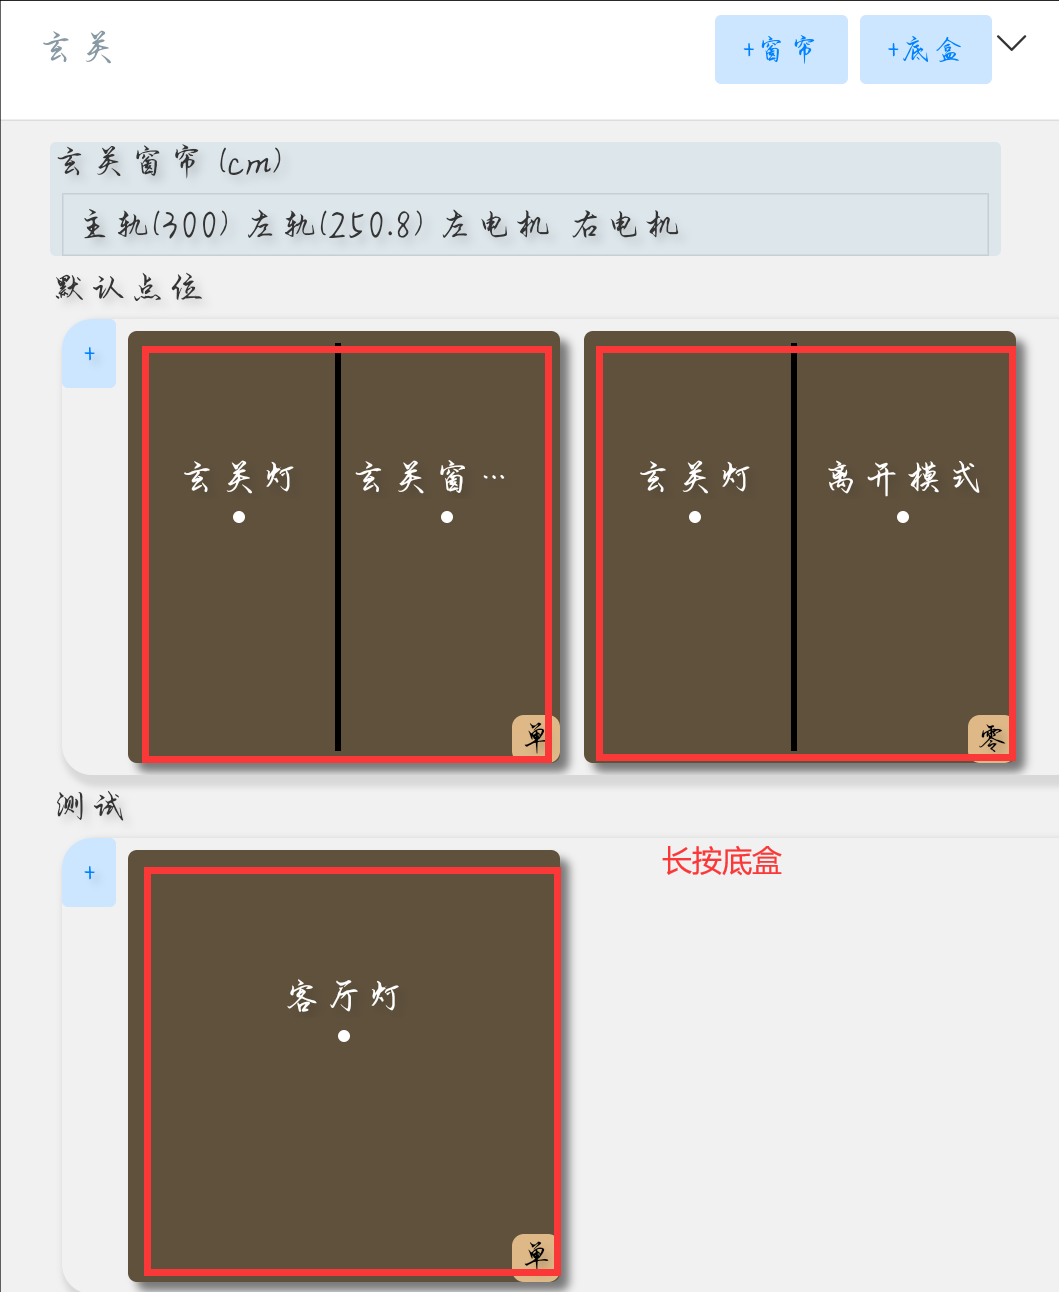 玄关
+窗帘 +底盒
玄关窗帘(cm)
主轨(300) 左轨(250.8) 左电机 右电机
默认点位
+
玄关灯 玄关窗… 玄关灯 离开模式
单 零
测试
+
长按底盒
客厅灯
单